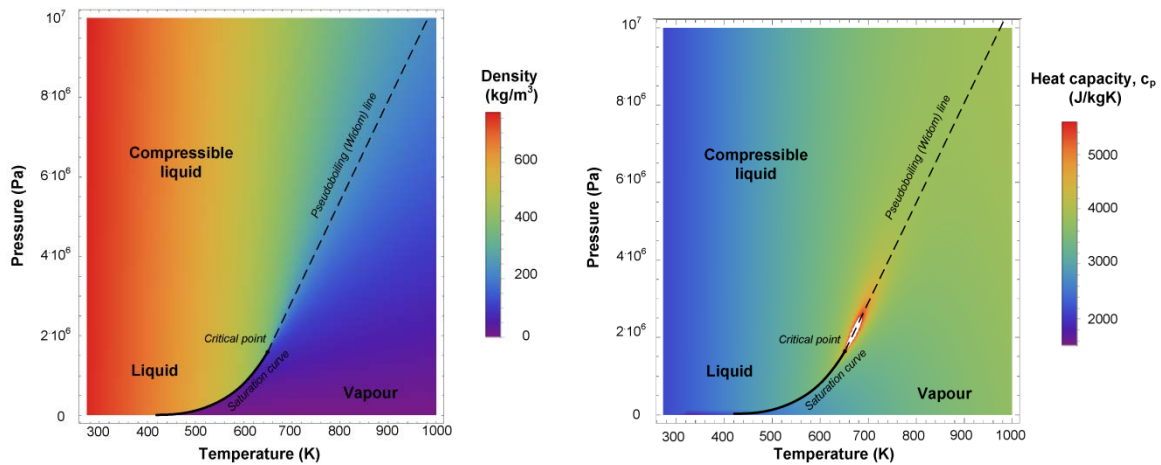 10⁷
8·10⁶
6·10⁶
4·10⁶
2·10⁶
0
Pressure (Pa)
Compressible
liquid
Pseudoboiling (Widom) line
Critical point
Saturation curve
Liquid
Vapour
300 400 500 600 700 800 900 1000
Temperature (K)
Density
(kg/m³)
600
400
200
0
10⁷
8·10⁶
6·10⁶
4·10⁶
2·10⁶
0
Pressure (Pa)
Compressible
liquid
Pseudoboiling (Widom) line
Critical point
Saturation curve
Liquid
Vapour
300 400 500 600 700 800 900 1000
Temperature (K)
Heat capacity, cₚ
(J/kgK)
5000
4000
3000
2000